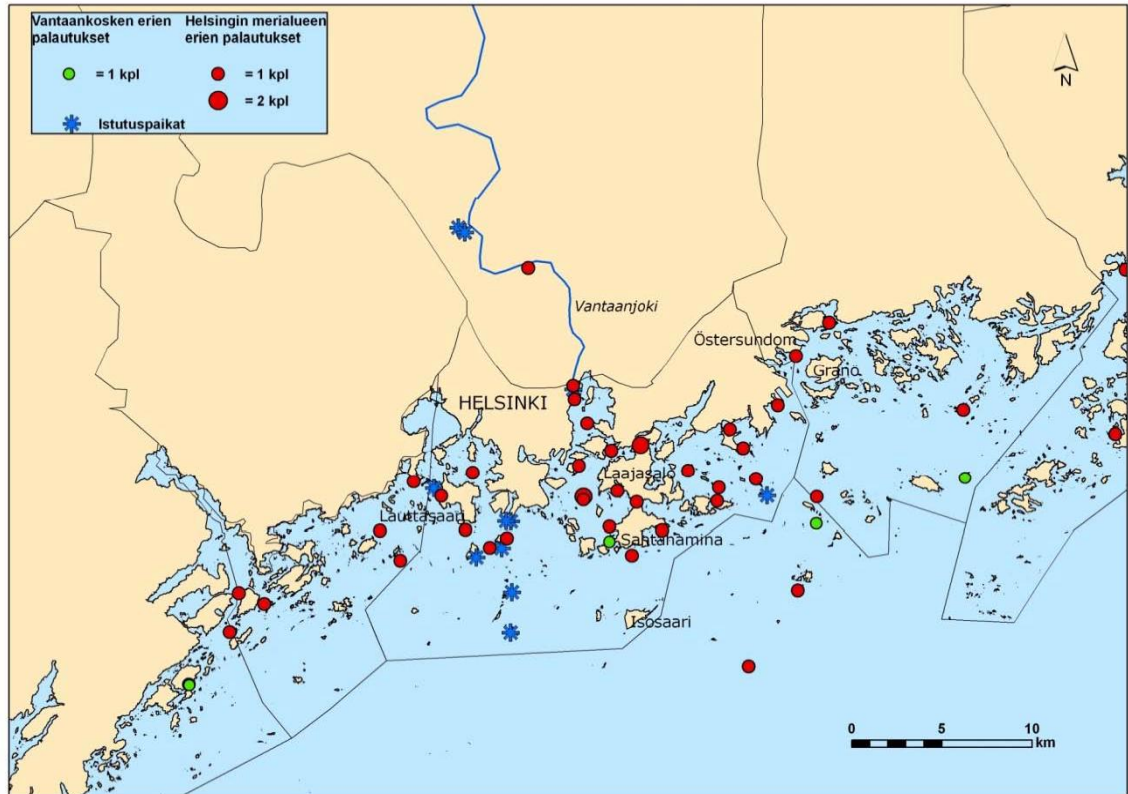 Vantaankosken erien
palautukset
= 1 kpl
Istutuspaikat
Helsingin merialueen
erien palautukset
= 1 kpl
= 2 kpl
N
Vantaanjoki
Östersundom
Grano
HELSINKI
Laajasalo
Lauttasaari
Santahamina
Isosaari
0 5 10
km